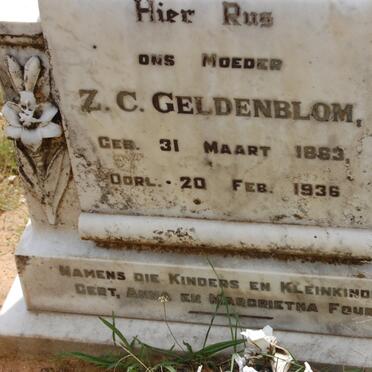 Hier Rus
ons Moeder
Z. C. Geldenblom,
Geb. 31 Maart 1863,
Oorl. 20 Feb. 1936
Namens die Kinders en Kleinkind
Gert, Anna en Margrietha Four